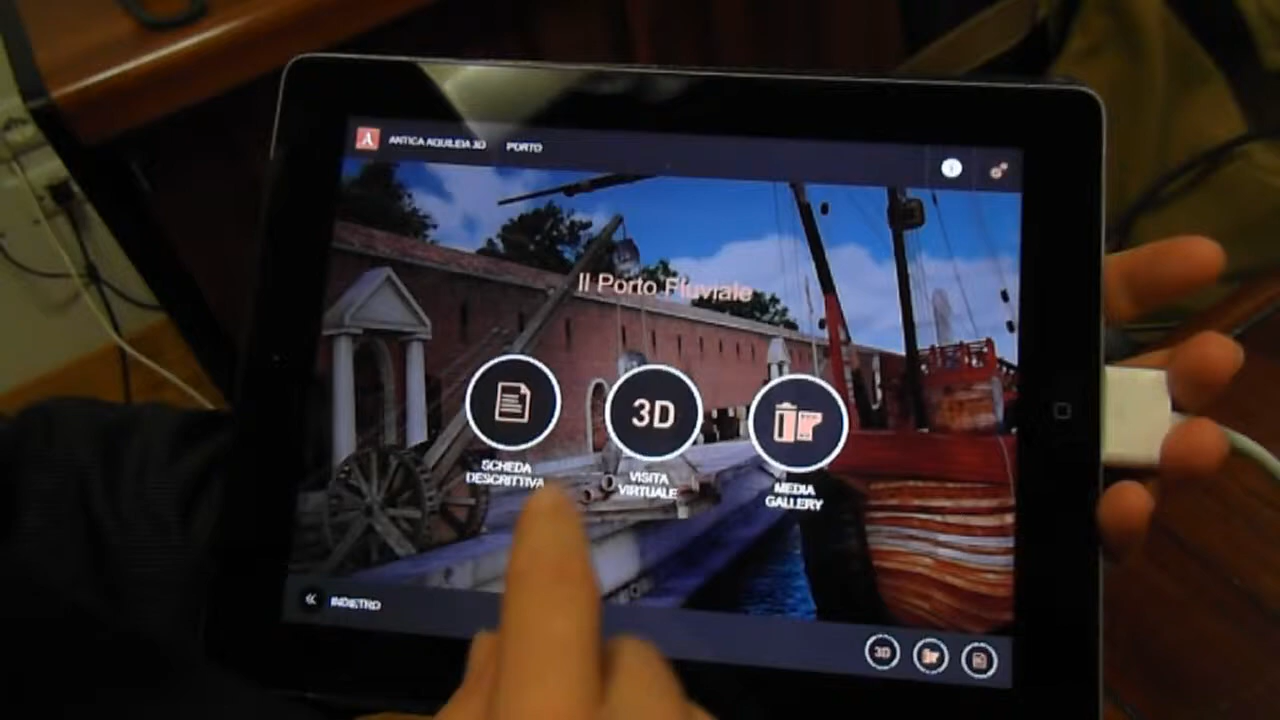 A ANTICA AQUILEIA 3D PORTO
Il Porto Fluviale
3D
SCHEDA
DESCRITTIVA
VISITA
VIRTUALE
MEDIA
GALLERY
INDIETRO
3D